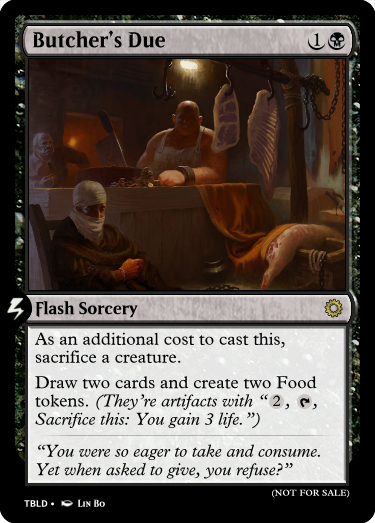 Butcher's Due 1
Flash Sorcery
As an additional cost to cast this,
sacrifice a creature.
Draw two cards and create two Food
tokens. (They're artifacts with “2, ,
Sacrifice this: You gain 3 life.”)
“You were so eager to take and consume.
Yet when asked to give, you refuse?”
(NOT FOR SALE)
TBLD • Lin Bo